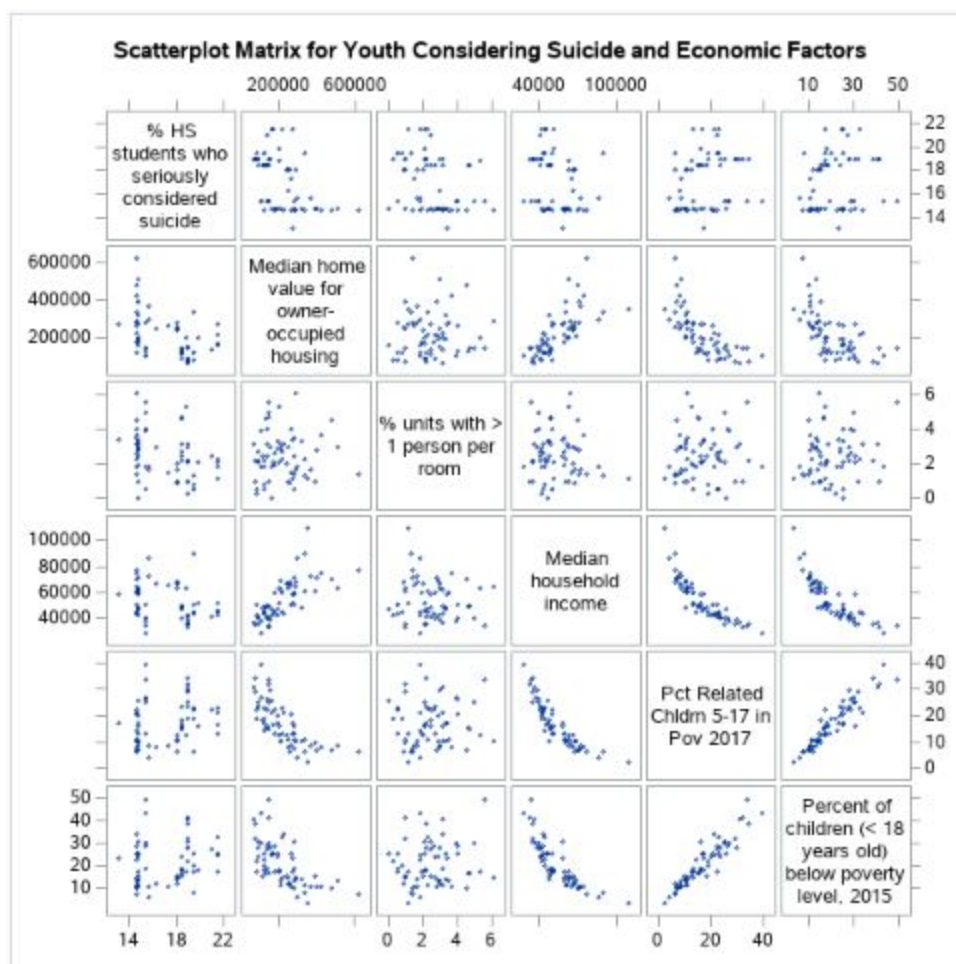 Scatterplot Matrix for Youth Considering Suicide and Economic Factors
200000 600000
40000 100000
10 30 50
% HS
students who
seriously
considered
suicide
22
20
18
16
14
600000
400000
200000
Median home
value for
owner-
occupied
housing
% units with >
1 person per
room
6
4
2
0
100000
80000
60000
40000
Median
household
income
Pct Related
Chldrn 5-17 in
Pov 2017
40
30
20
10
0
50
40
30
20
10
Percent of
children (< 18
years old)
below poverty
level, 2015
14 18 22
0 2 4 6
0 20 40